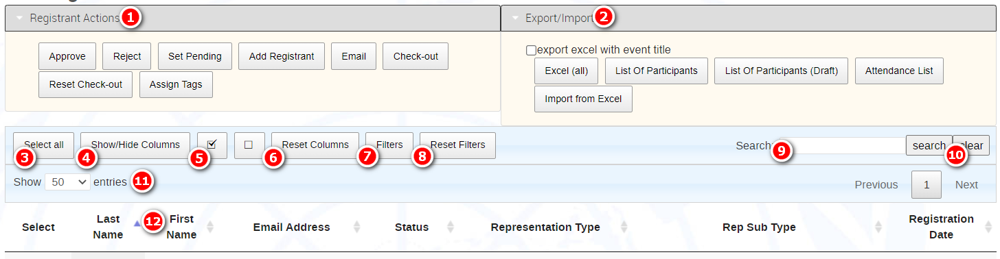 Registrant Actions 1
Export/Import 2
Approve Reject Set Pending Add Registrant Email Check-out
Reset Check-out Assign Tags
export excel with event title
Excel (all) List Of Participants List Of Participants (Draft) Attendance List
Import from Excel
Select all Show/Hide Columns Reset Columns Filters Reset Filters Search search clear
3 4 5 6 7 8 9 10
Show 50 entries 11 Previous 1 Next
12
Select Last Name First Name Email Address Status Representation Type Rep Sub Type Registration Date